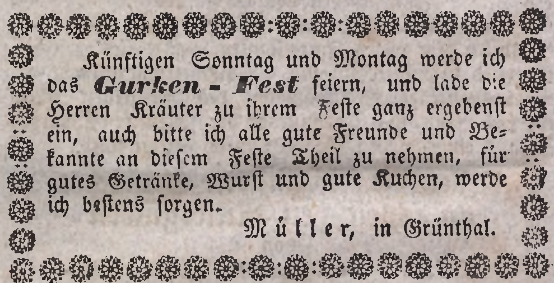 Künftigen Sonntag und Montag werde ich
das Gurken - Fest feiern, und lade die
Herren Kräuter zu ihrem Feste ganz ergebenst
ein, auch bitte ich alle gute Freunde und Be-
kannte an diesem Feste Theil zu nehmen, für
gutes Getränke, Wurst und gute Kuchen, werde
ich bestens sorgen.
Müller, in Grünthal.